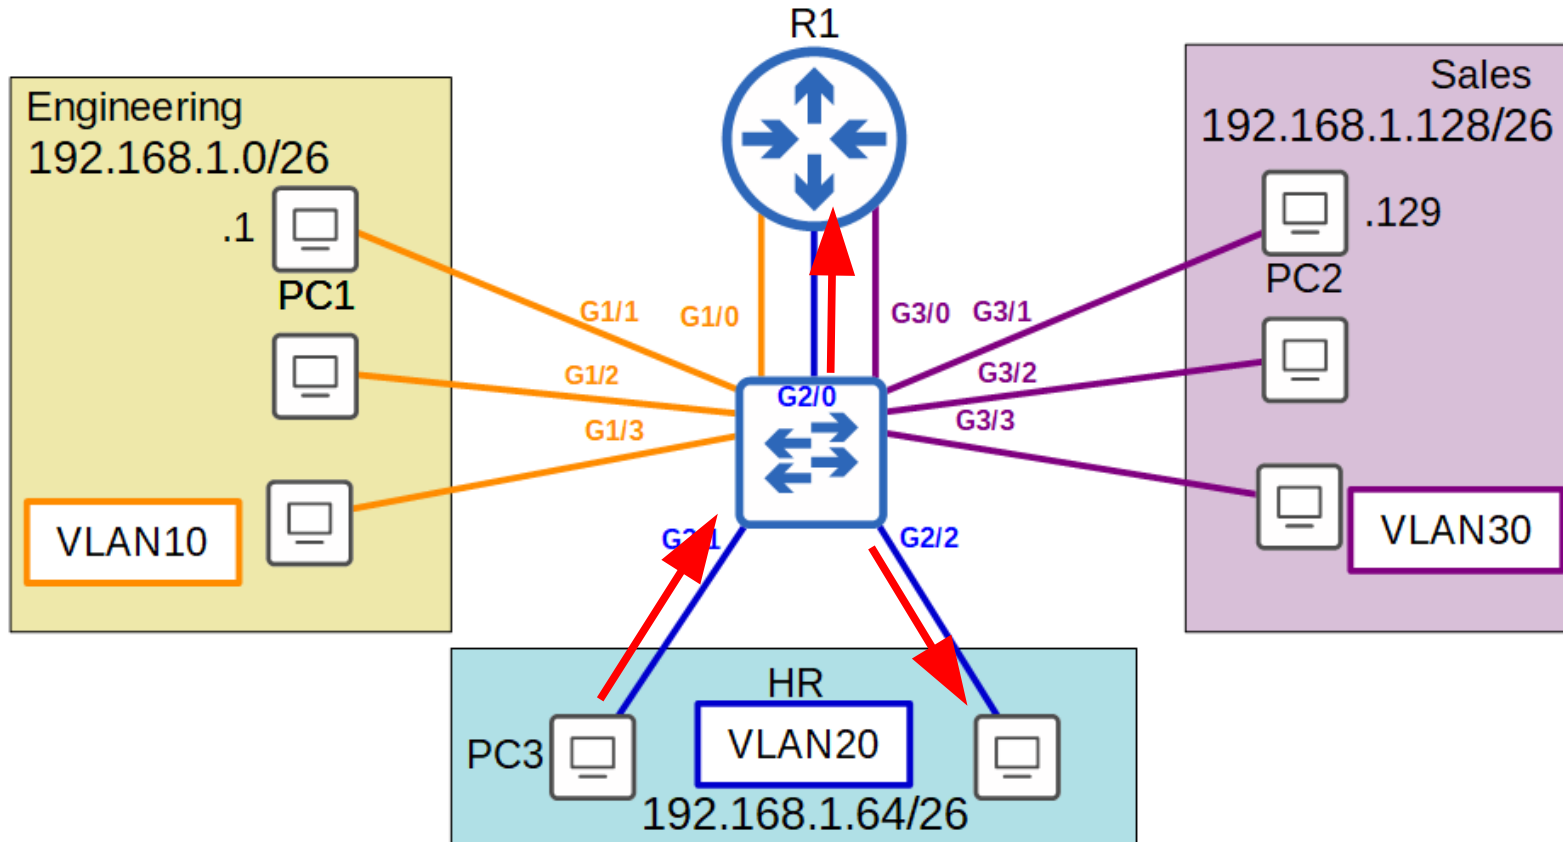 R1
Engineering
192.168.1.0/26
.1
PC1
VLAN10
Sales
192.168.1.128/26
.129
PC2
VLAN30
G1/1
G1/0
G3/0
G3/1
G1/2
G3/2
G2/0
G1/3
G3/3
G2/2
HR
PC3
VLAN20
192.168.1.64/26